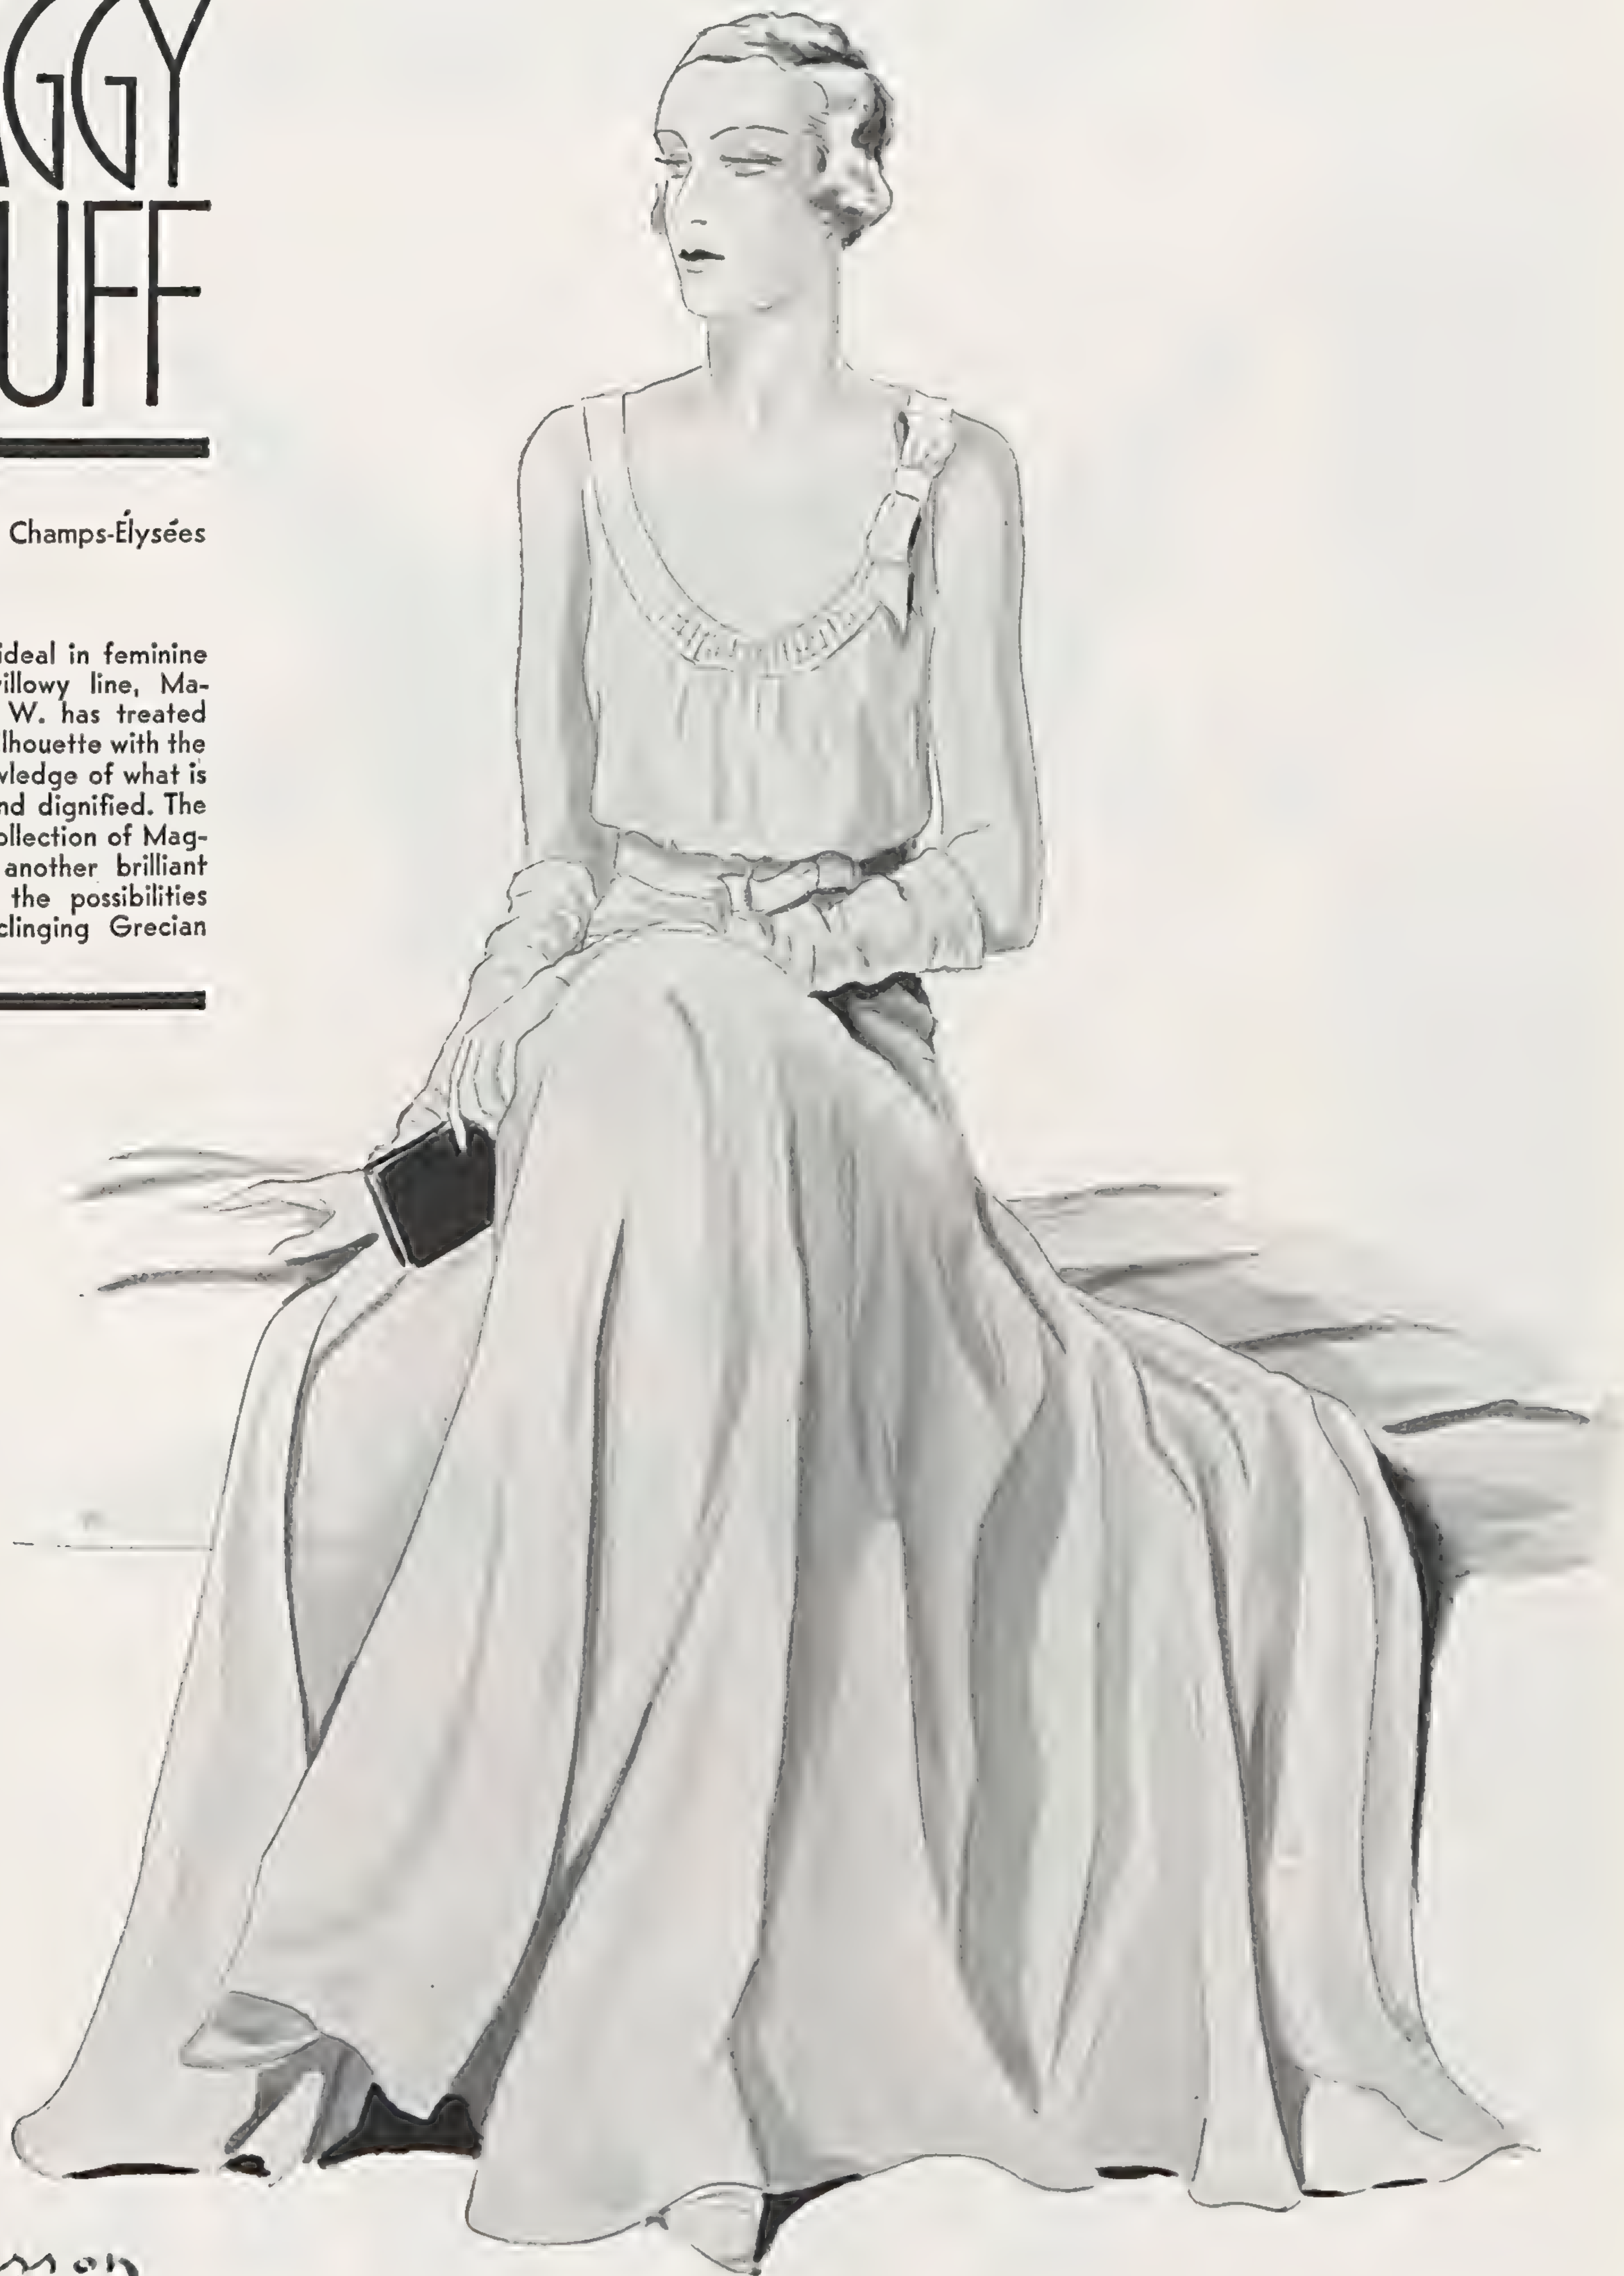 GGY
UFF
Champs-Élysées
ideal in feminine
illowy line, Ma-
W. has treated
lhouette with the
wledge of what is
nd dignified. The
ollection of Mag-
another brilliant
the possibilities
clinging Grecian